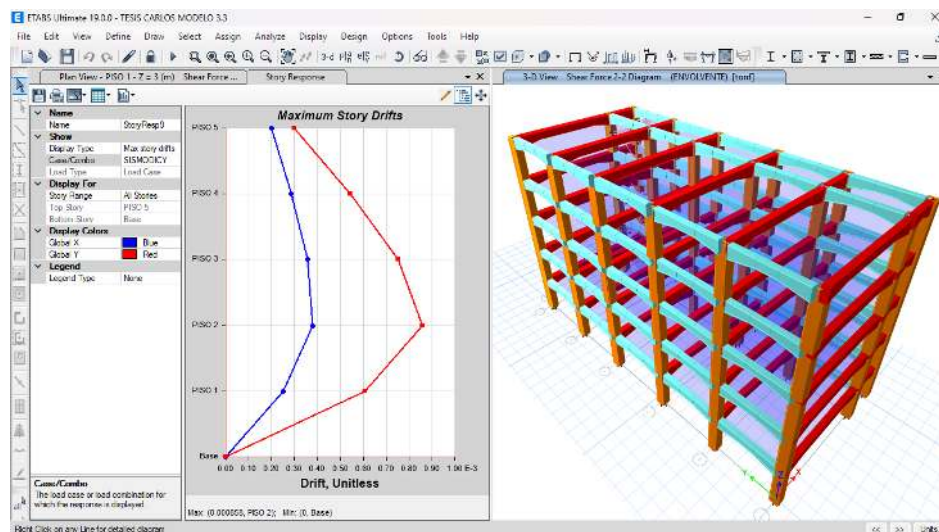 ETABS Ultimate 19.0.0 - TESIS CARLOS MODELO 3.3
File Edit View Define Draw Select Assign Analyze Display Design Options Tools Help
Plan View - PISO 1 - Z = 3 (m) Shear Force ...
Story Response
3-D View Shear Force 2-2 Diagram (ENVOLVENTE) [tonf]
Name
Name StoryResp9
Show
Display Type Max story drifts
Case/Combo SISMODICY
Load Type Load Case
Display For
Story Range All Stories
Top Story PISO 5
Bottom Story Base
Display Colors
Global X Blue
Global Y Red
Legend
Legend Type None
Case/Combo
The load case or load combination for
which the response is displayed.
Maximum Story Drifts
PISO 5
PISO 4
PISO 3
PISO 2
PISO 1
Base
0.00 0.10 0.20 0.30 0.40 0.50 0.60 0.70 0.80 0.90 1.00 E-3
Drift, Unitless
Max: (0.000858, PISO 2); Min: (0, Base)
Right Click on any Line for detailed diagram
<< >> Units